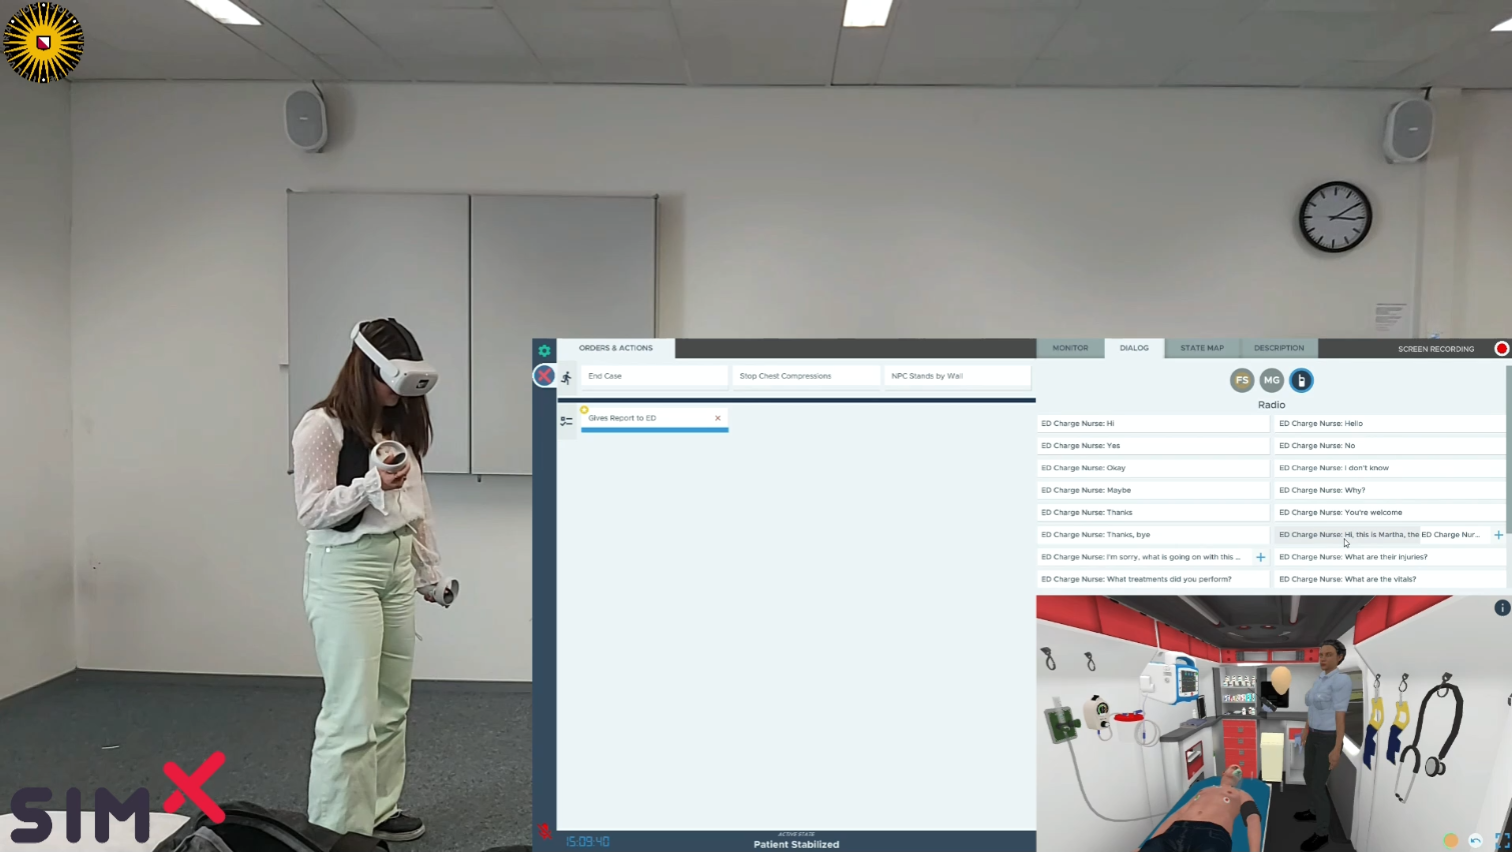 ORDERS & ACTIONS
MONITOR
DIALOG
STATE MAP
DESCRIPTION
SCREEN RECORDING
End Case
Stop Chest Compressions
NPC Stands by Wall
Gives Report to ED
FS
MG
Radio
ED Charge Nurse: Hi
ED Charge Nurse: Hello
ED Charge Nurse: Yes
ED Charge Nurse: No
ED Charge Nurse: Okay
ED Charge Nurse: I don't know
ED Charge Nurse: Maybe
ED Charge Nurse: Why?
ED Charge Nurse: Thanks
ED Charge Nurse: You're welcome
ED Charge Nurse: Thanks, bye
ED Charge Nurse: Hi, this is Martha, the ED Charge Nur...
ED Charge Nurse: I'm sorry, what is going on with this ...
ED Charge Nurse: What are their injuries?
ED Charge Nurse: What treatments did you perform?
ED Charge Nurse: What are the vitals?
SIMX
15:09:40
ACTIVE STATE
Patient Stabilized